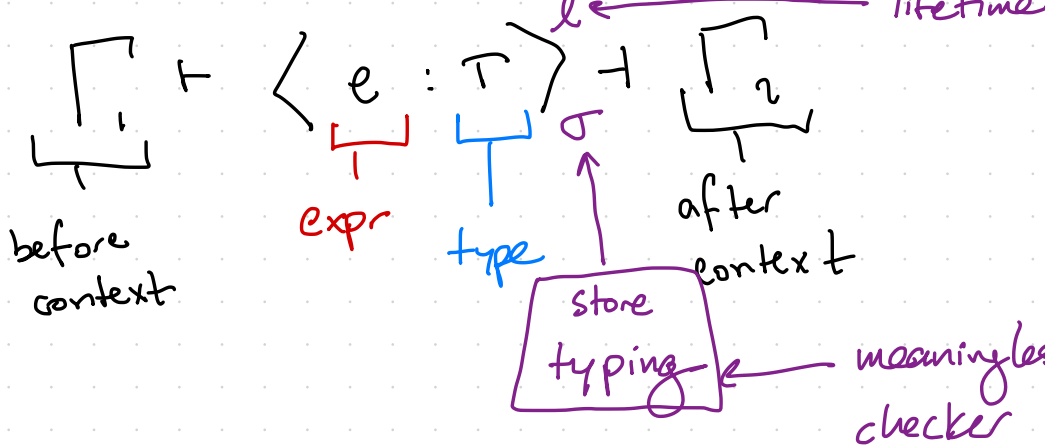 l ← lifetime
Γ₁ ⊢ ⟨ e : T ⟩ σ ⊣ Γ₂
before
context
expr
type
after
context
store
typing
checker